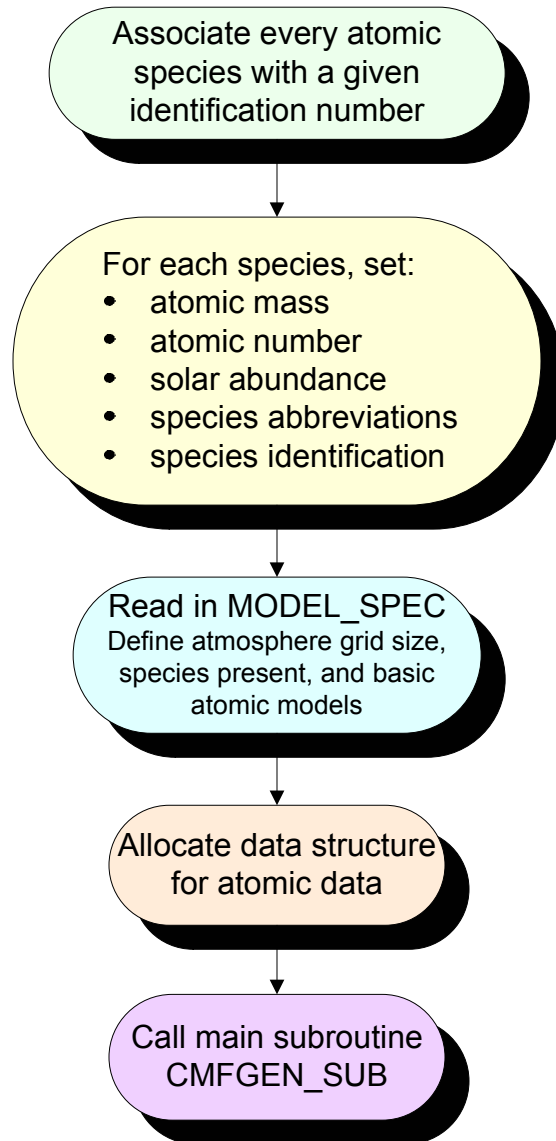 Associate every atomic
species with a given
identification number
For each species, set:
• atomic mass
• atomic number
• solar abundance
• species abbreviations
• species identification
Read in MODEL_SPEC
Define atmosphere grid size,
species present, and basic
atomic models
Allocate data structure
for atomic data
Call main subroutine
CMFGEN_SUB